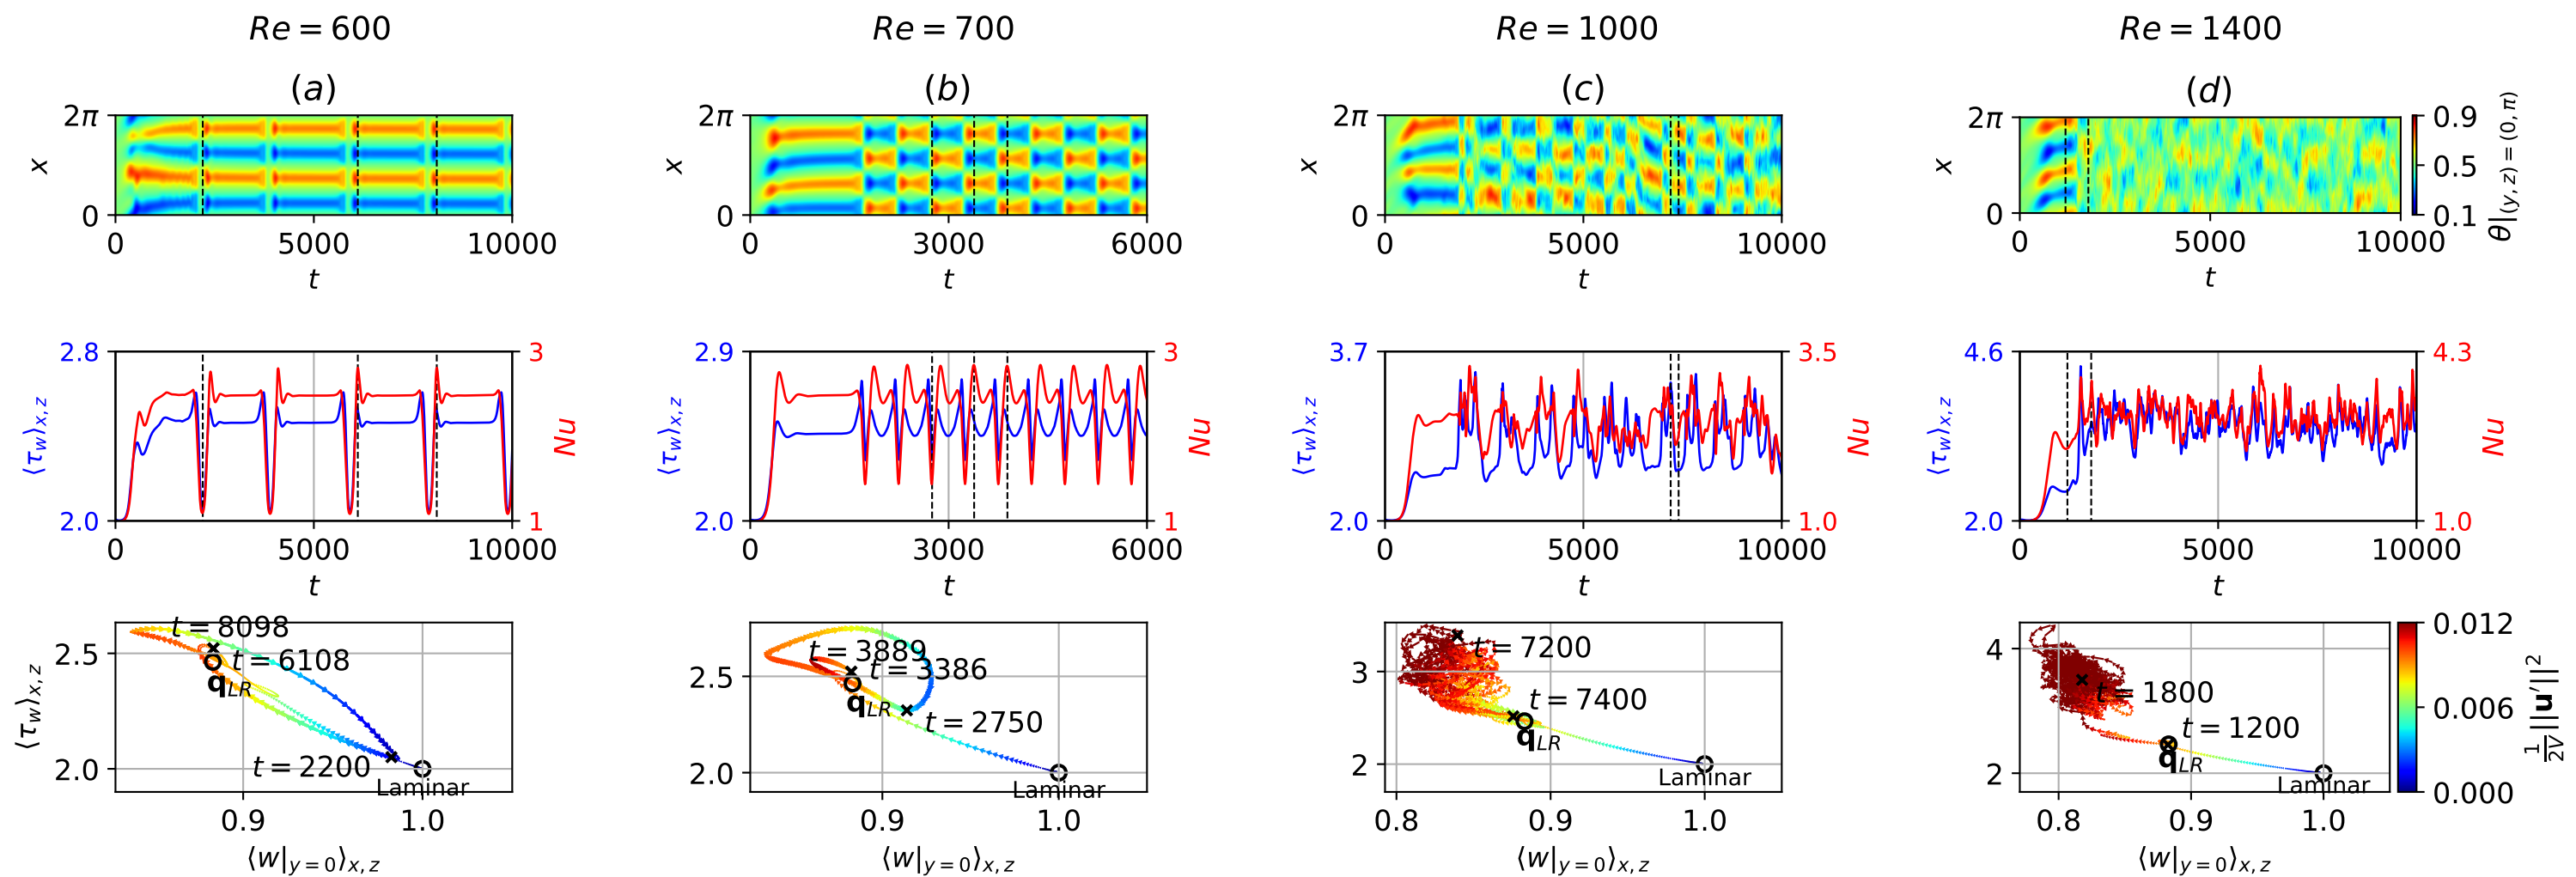 Re = 600
Re = 700
Re = 1000
Re = 1400
(a)
(b)
(c)
(d)
2π
x
0
0
5000
10000
t
2π
x
0
0
3000
6000
t
2π
x
0
0
5000
10000
t
2π
x
0
0
5000
10000
t
0.9
0.5
0.1
θ|(y, z) = (0, π)
2.8
⟨τw⟩x, z
2.0
3
Nu
1
0
5000
10000
t
2.9
⟨τw⟩x, z
2.0
3
Nu
1
0
3000
6000
t
3.7
⟨τw⟩x, z
2.0
3.5
Nu
1.0
0
5000
10000
t
4.6
⟨τw⟩x, z
2.0
4.3
Nu
1.0
0
5000
10000
t
⟨τw⟩x, z
2.5
2.0
t = 8098
t = 6108
qLR
t = 2200
Laminar
0.9
1.0
⟨w|y = 0⟩x, z
2.5
2.0
t = 3889
t = 3386
qLR
t = 2750
Laminar
0.9
1.0
⟨w|y = 0⟩x, z
3
2
t = 7200
t = 7400
qLR
Laminar
0.8
0.9
1.0
⟨w|y = 0⟩x, z
4
2
t = 1800
t = 1200
qLR
Laminar
0.8
0.9
1.0
⟨w|y = 0⟩x, z
0.012
0.006
0.000
1/2V ||u′||²